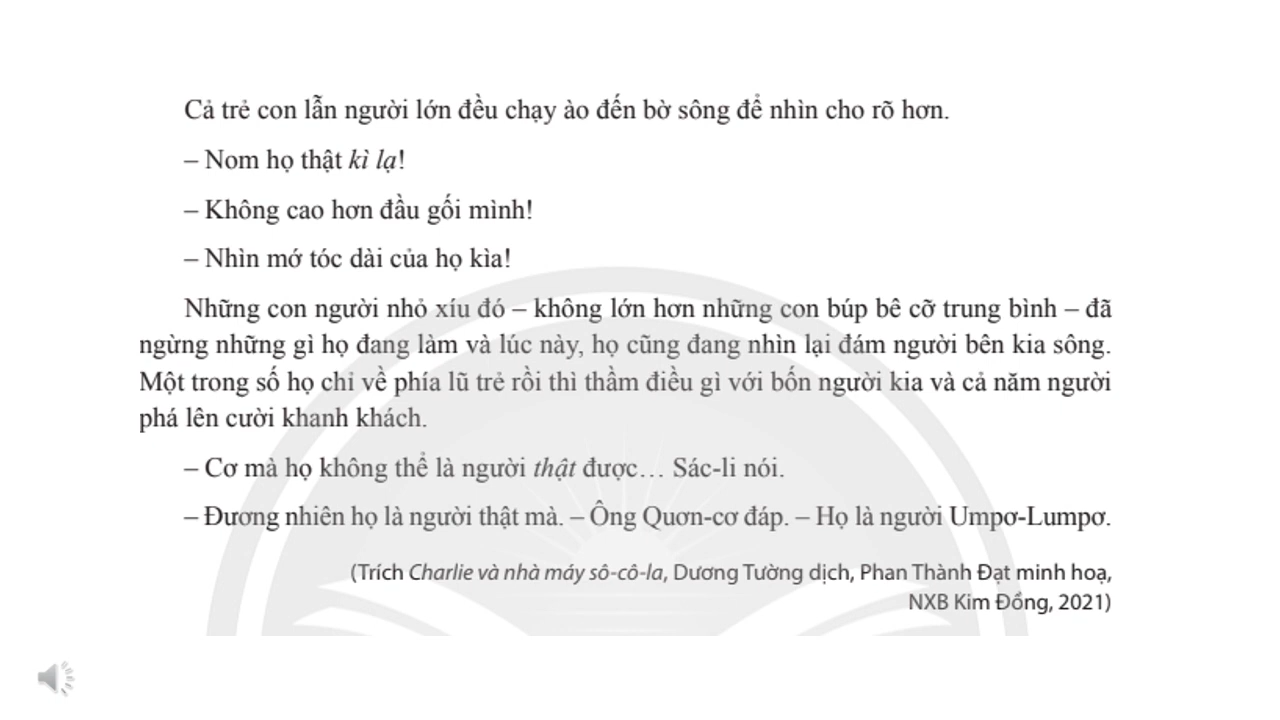 Cả trẻ con lẫn người lớn đều chạy ào đến bờ sông để nhìn cho rõ hơn.
– Nom họ thật kì lạ!
– Không cao hơn đầu gối mình!
– Nhìn mớ tóc dài của họ kìa!
Những con người nhỏ xíu đó – không lớn hơn những con búp bê cỡ trung bình – đã
ngừng những gì họ đang làm và lúc này, họ cũng đang nhìn lại đám người bên kia sông.
Một trong số họ chỉ về phía lũ trẻ rồi thì thầm điều gì với bốn người kia và cả năm người
phá lên cười khanh khách.
– Cơ mà họ không thể là người thật được… Sác-li nói.
– Đương nhiên họ là người thật mà. – Ông Quơn-cơ đáp. – Họ là người Umpơ-Lumpơ.
(Trích Charlie và nhà máy sô-cô-la, Dương Tường dịch, Phan Thành Đạt minh hoạ,
NXB Kim Đồng, 2021)